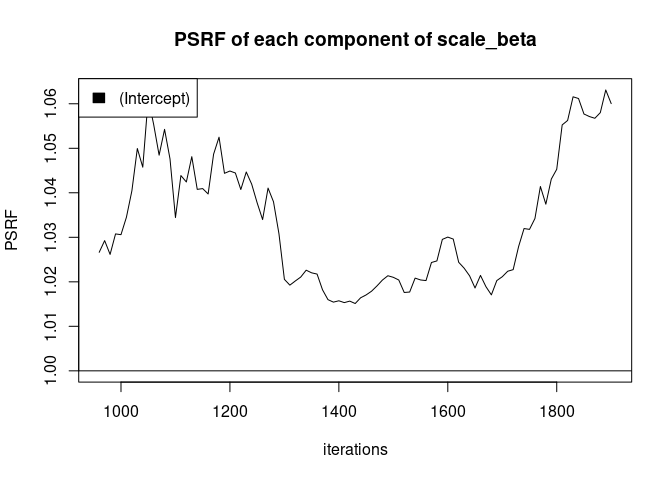 PSRF of each component of scale_beta
(Intercept)
PSRF
1.06
1.05
1.04
1.03
1.02
1.01
1.00
1000 1200 1400 1600 1800
iterations